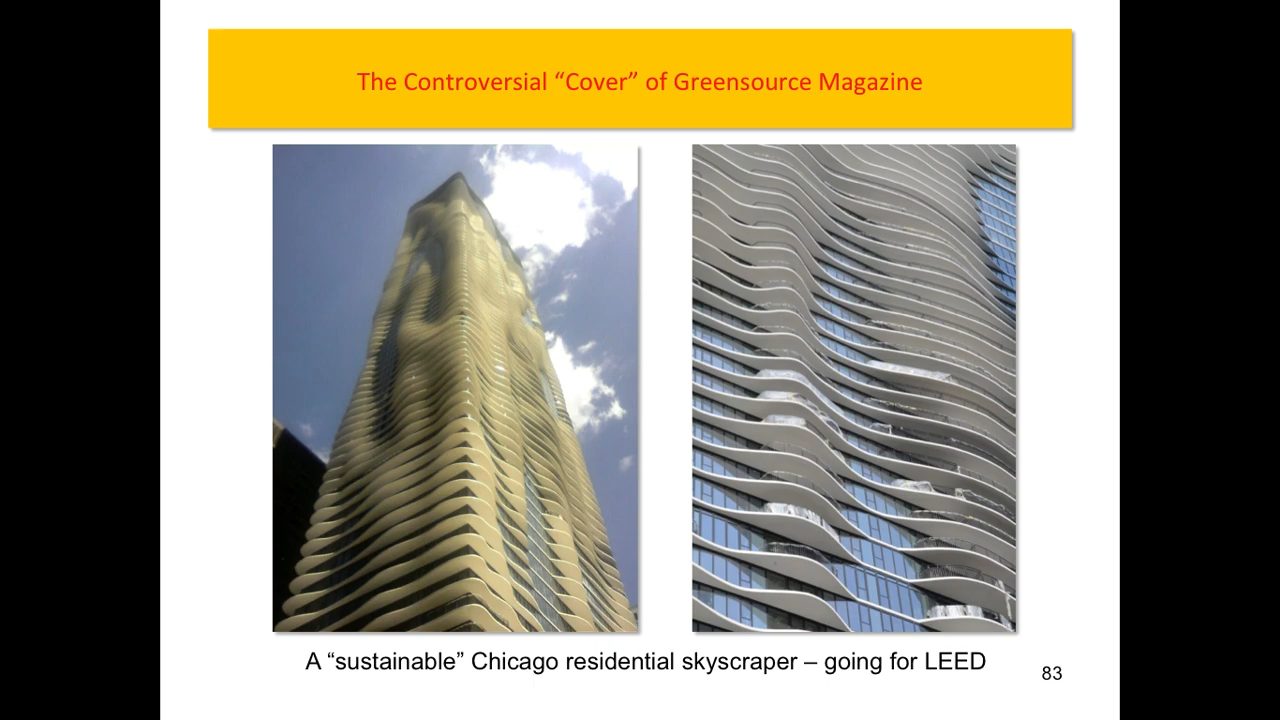 The Controversial “Cover” of Greensource Magazine
A “sustainable” Chicago residential skyscraper – going for LEED
83